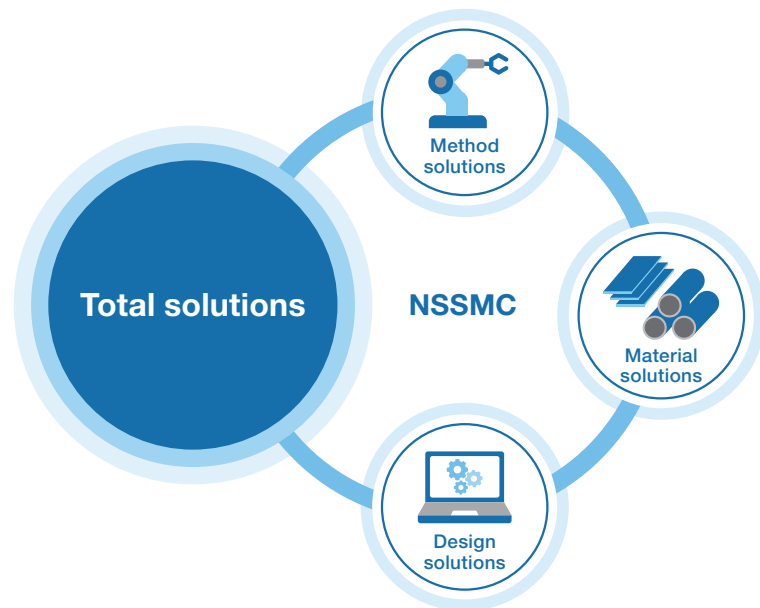 Method
solutions
Total solutions
NSSMC
Material
solutions
Design
solutions